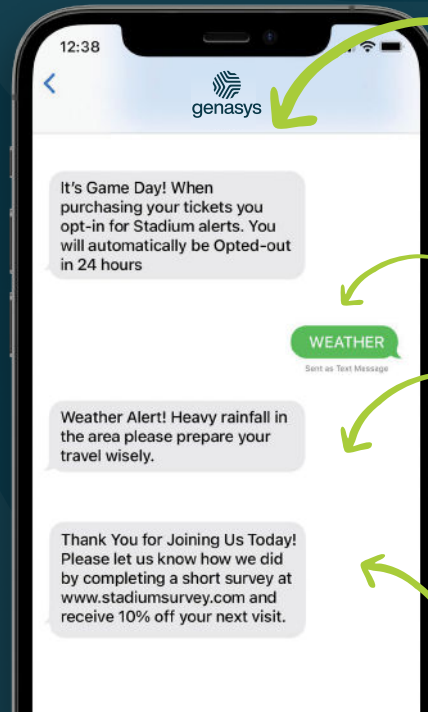 12:38
genasys
It's Game Day! When
purchasing your tickets you
opt-in for Stadium alerts. You
will automatically be Opted-out
in 24 hours
WEATHER
Sent as Text Message
Weather Alert! Heavy rainfall in
the area please prepare your
travel wisely.
Thank You for Joining Us Today!
Please let us know how we did
by completing a short survey at
www.stadiumsurvey.com and
receive 10% off your next visit.